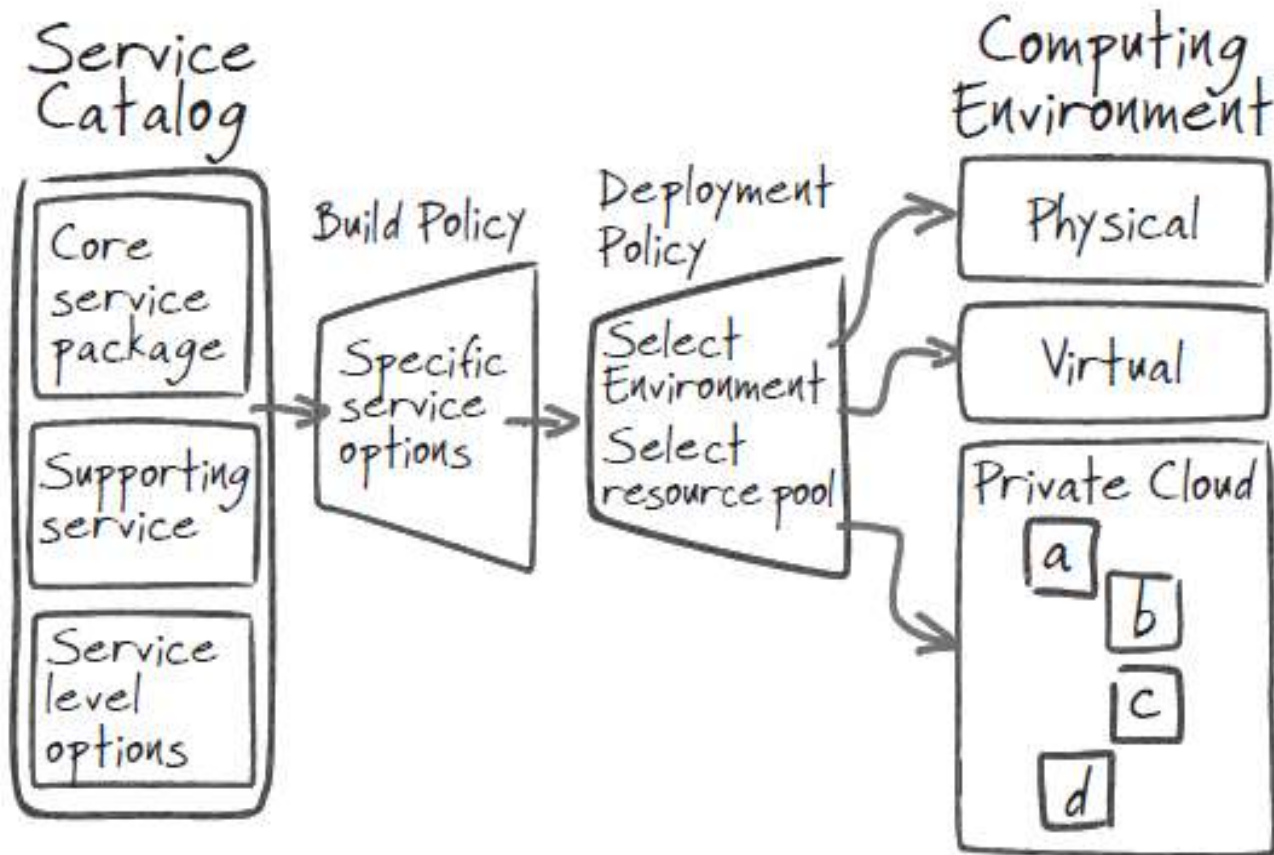 Service
Catalog
Core
service
package
Supporting
service
Service
level
options
Build Policy
Specific
service
options
Deployment
Policy
Select
Environment
Select
resource pool
Computing
Environment
Physical
Virtual
Private Cloud
a
b
c
d